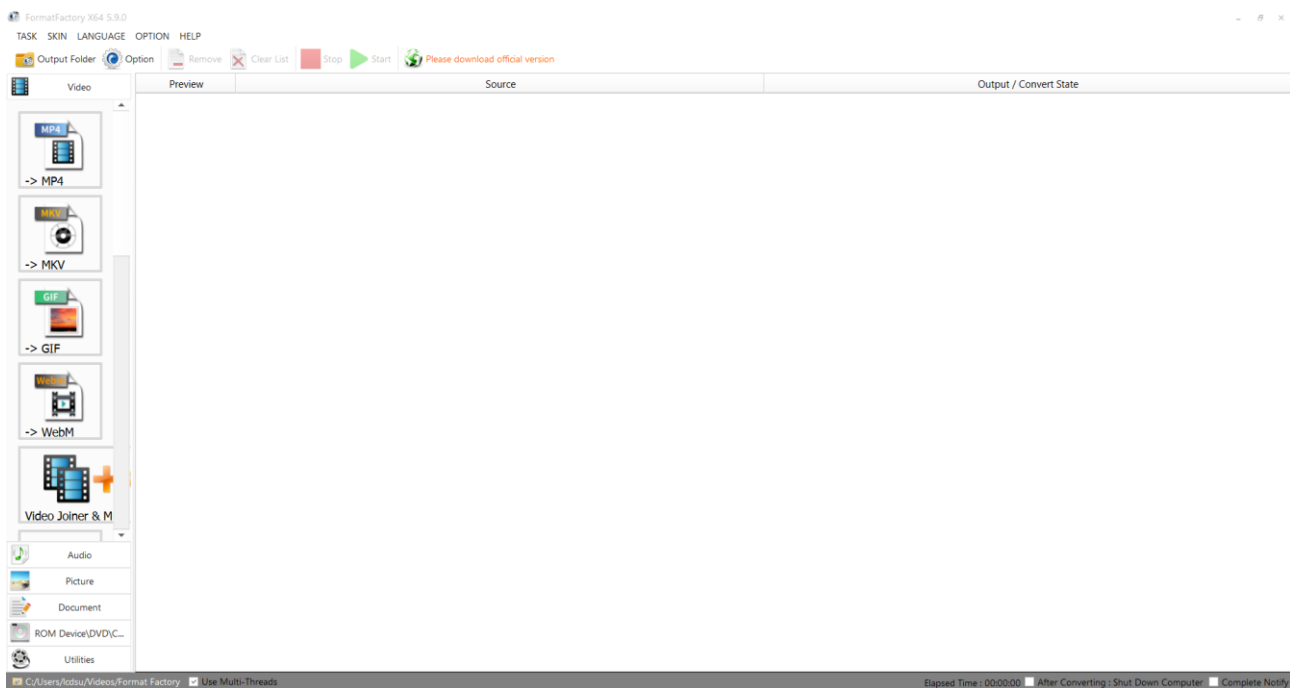 FormatFactory X64 5.9.0
TASK SKIN LANGUAGE OPTION HELP
Output Folder Option Remove Clear List Stop Start Please download official version
Video Preview Source Output / Convert State
MP4
-> MP4
MKV
-> MKV
GIF
-> GIF
WebM
-> WebM
Video Joiner & M
Audio
Picture
Document
ROM Device\DVD\C...
Utilities
C:/Users/lcdsu/Videos/Format Factory Use Multi-Threads Elapsed Time : 00:00:00 After Converting : Shut Down Computer Complete Notify